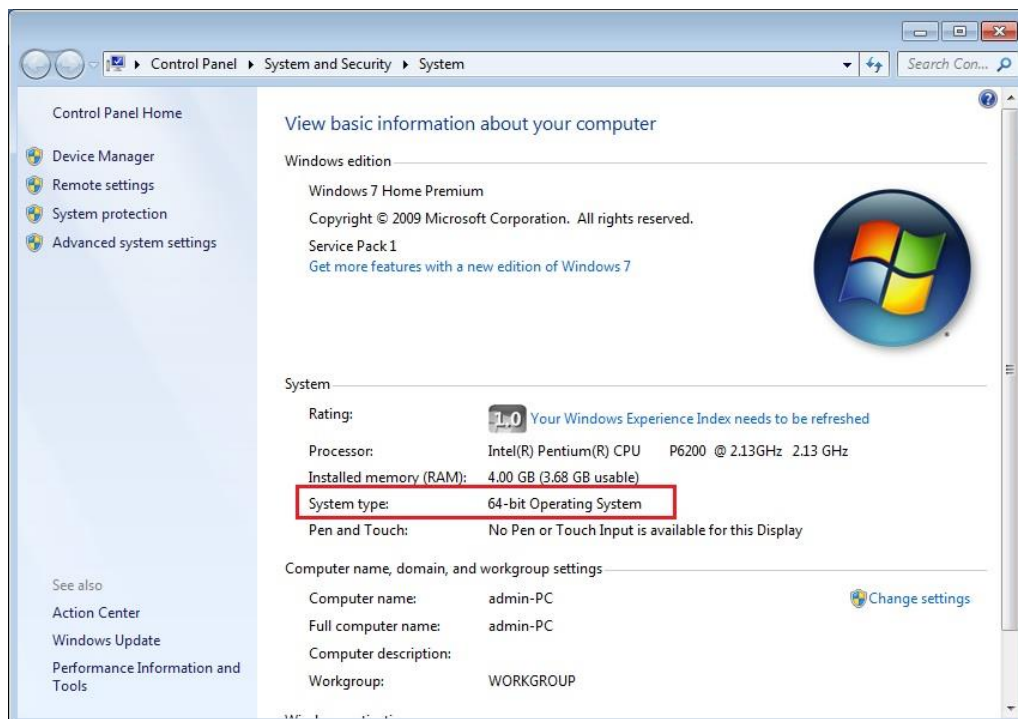 Control Panel System and Security System
Search Con...
Control Panel Home
Device Manager
Remote settings
System protection
Advanced system settings
See also
Action Center
Windows Update
Performance Information and
Tools
View basic information about your computer
Windows edition
Windows 7 Home Premium
Copyright © 2009 Microsoft Corporation. All rights reserved.
Service Pack 1
Get more features with a new edition of Windows 7
System
Rating: 1,0 Your Windows Experience Index needs to be refreshed
Processor: Intel(R) Pentium(R) CPU P6200 @ 2.13GHz 2.13 GHz
Installed memory (RAM): 4.00 GB (3.68 GB usable)
System type: 64-bit Operating System
Pen and Touch: No Pen or Touch Input is available for this Display
Computer name, domain, and workgroup settings
Computer name: admin-PC Change settings
Full computer name: admin-PC
Computer description:
Workgroup: WORKGROUP